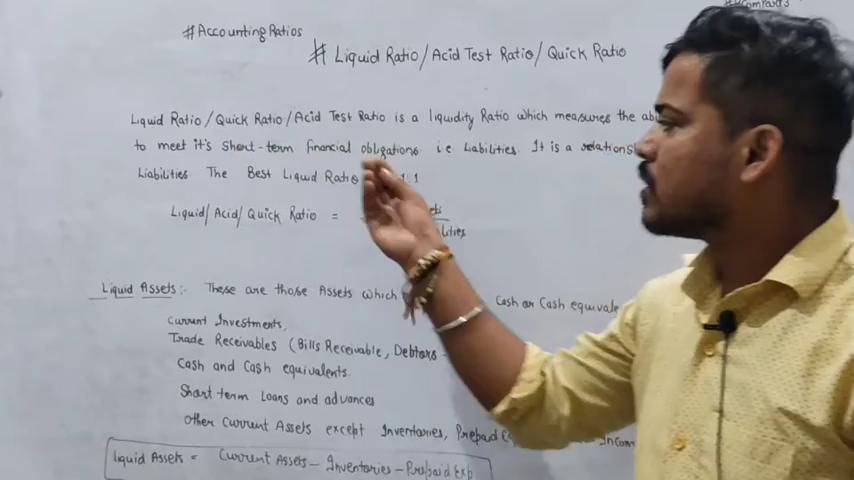 #Accounting Ratios
# Liquid Ratio/Acid Test Ratio/Quick Ratio
Liquid Ratio/Quick Ratio/Acid Test Ratio is a liquidity Ratio which measures the
to meet it's short-term financial obligations i.e Liabilities. It is a
Liabilities The Best Liquid Ratio 1:1
Liquid/Acid/Quick Ratio =
Liquid Assets:- These are those Assets which Cash or Cash
Current Investments,
Trade Receivables (Bills Receivable, Debtors-
Cash and Cash equivalents.
Short term Loans and advances
Other Current Assets except Inventories, Prepaid
Liquid Assets = Current Assets - Inventories - Prepaid Exp